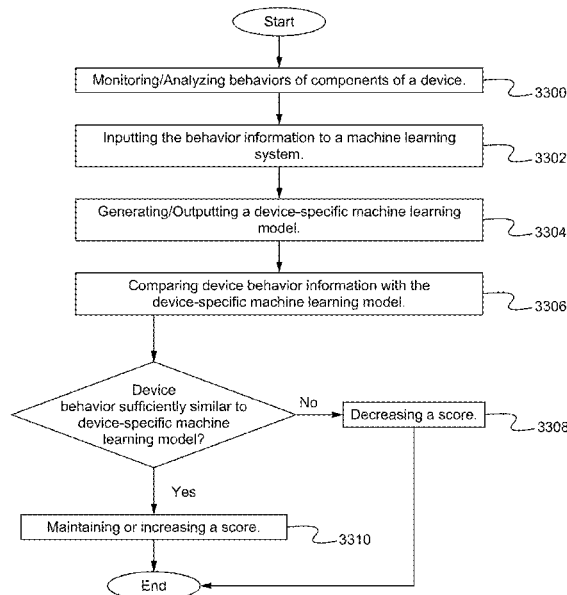 Start
Monitoring/Analyzing behaviors of components of a device.
3300
Inputting the behavior information to a machine learning
system.
3302
Generating/Outputting a device-specific machine learning
model.
3304
Comparing device behavior information with the
device-specific machine learning model.
3306
Device
behavior sufficiently similar to
device-specific machine
learning model?
No
Decreasing a score.
3308
Yes
Maintaining or increasing a score.
3310
End